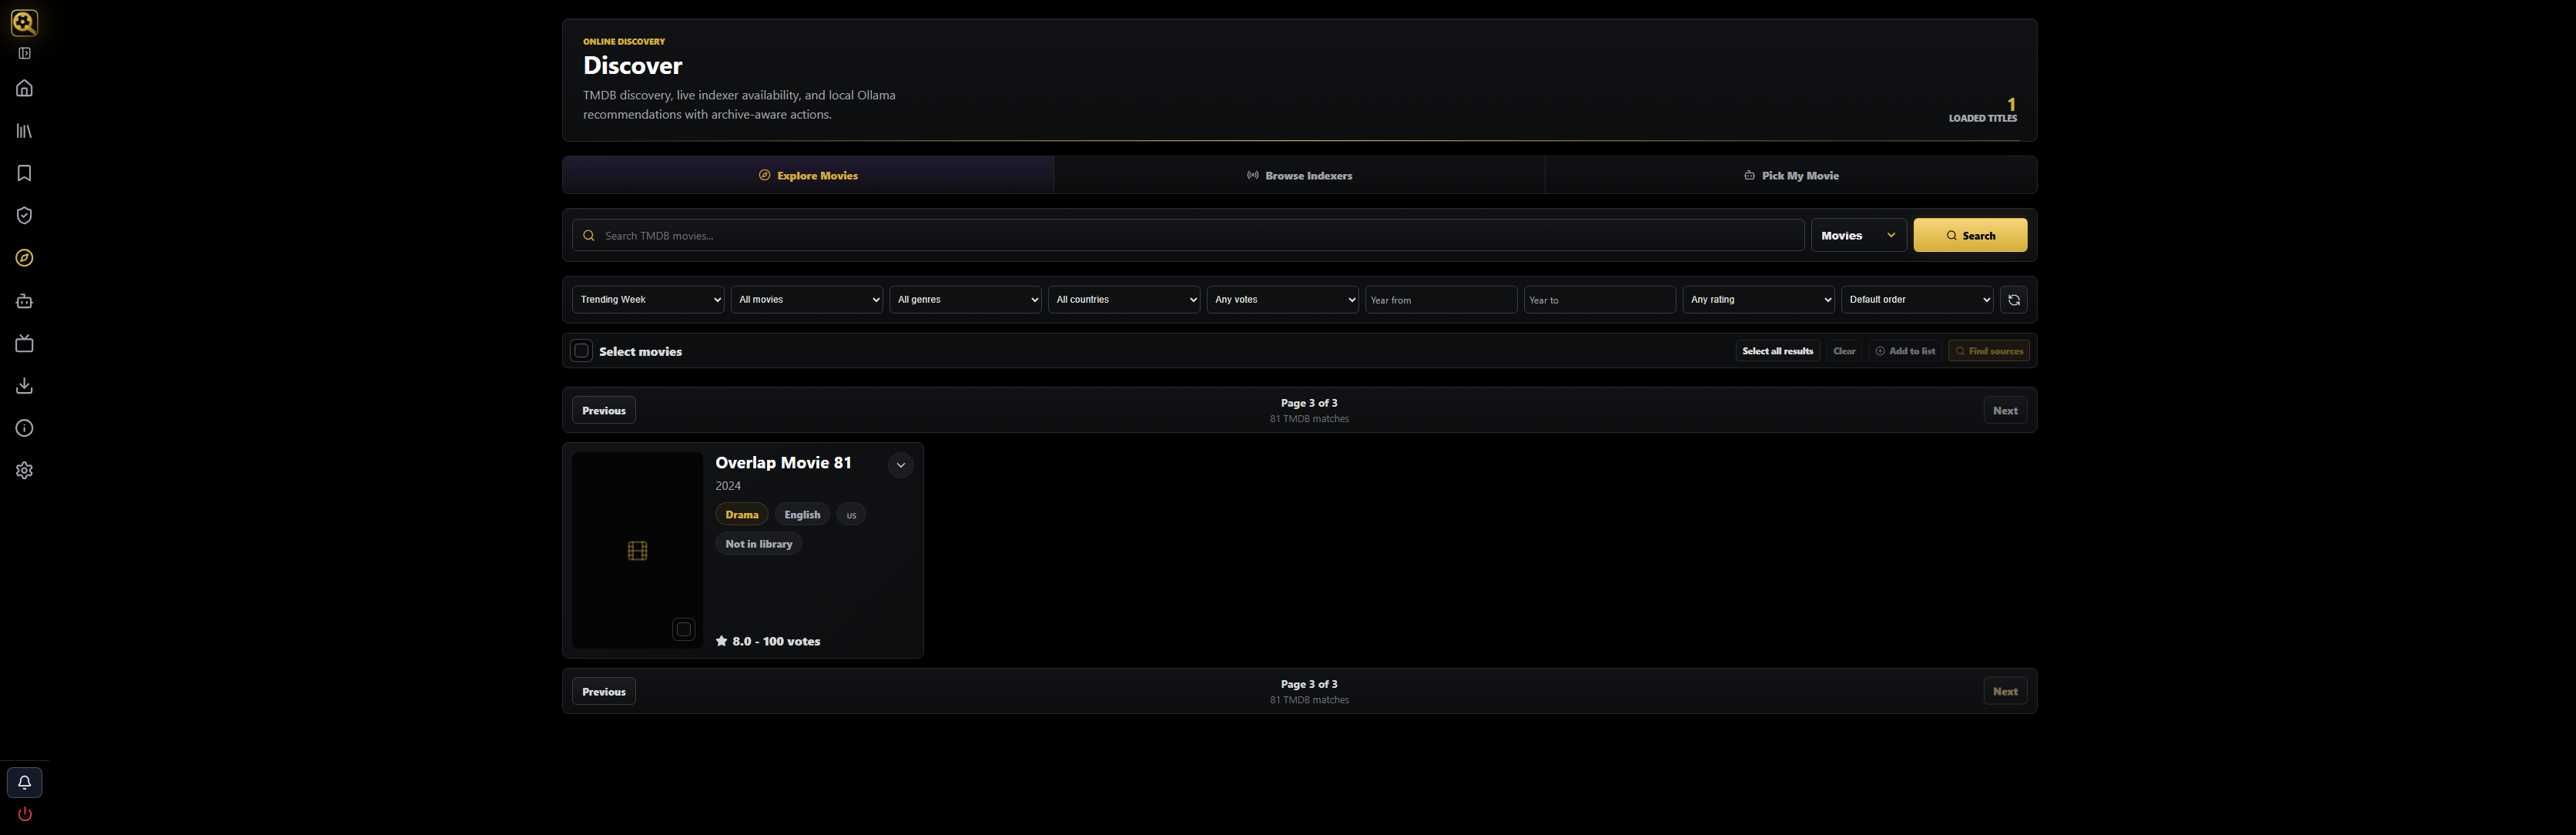 ONLINE DISCOVERY
Discover
TMDB discovery, live indexer availability, and local Ollama
recommendations with archive-aware actions.
1
LOADED TITLES
Explore Movies
Browse Indexers
Pick My Movie
Search TMDB movies...
Movies
Search
Trending Week
All movies
All genres
All countries
Any votes
Year from
Year to
Any rating
Default order
Select movies
Select all results
Clear
Add to list
Find sources
Previous
Page 3 of 3
81 TMDB matches
Next
Overlap Movie 81
2024
Drama
English
us
Not in library
8.0 - 100 votes
Previous
Page 3 of 3
81 TMDB matches
Next